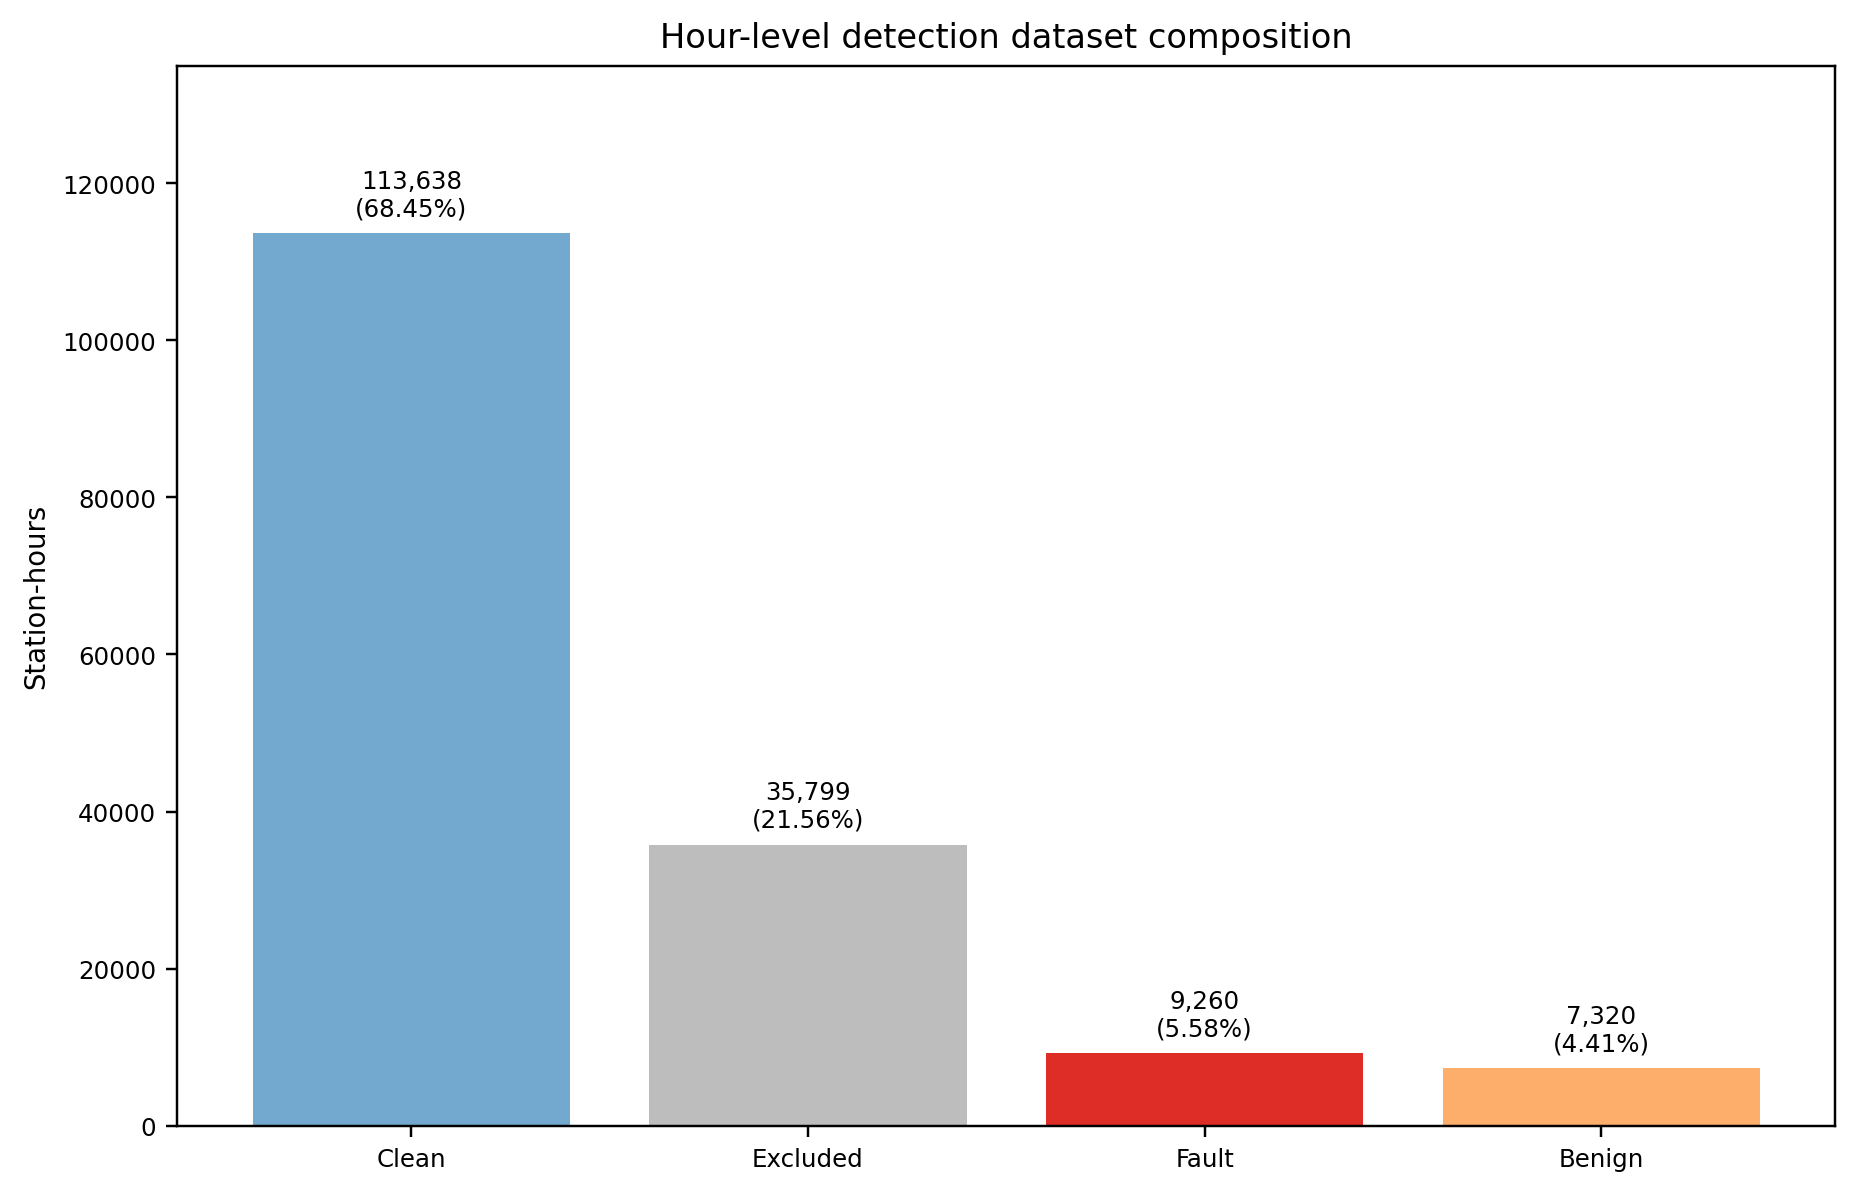 Hour-level detection dataset composition
Station-hours
120000
100000
80000
60000
40000
20000
0
113,638
(68.45%)
35,799
(21.56%)
9,260
(5.58%)
7,320
(4.41%)
Clean
Excluded
Fault
Benign